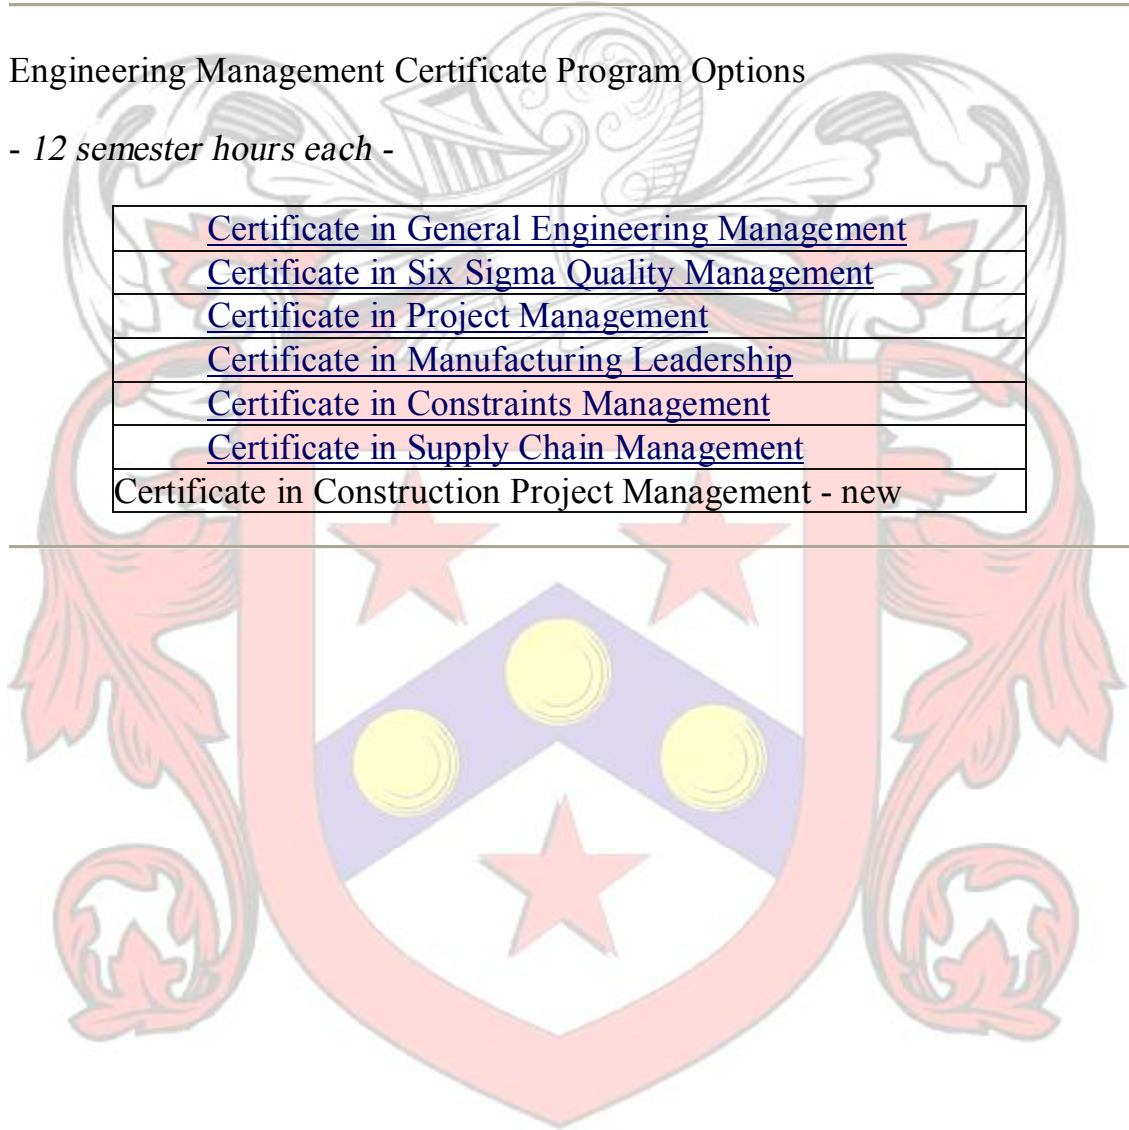 Engineering Management Certificate Program Options
- 12 semester hours each -
Certificate in General Engineering Management
Certificate in Six Sigma Quality Management
Certificate in Project Management
Certificate in Manufacturing Leadership
Certificate in Constraints Management
Certificate in Supply Chain Management
Certificate in Construction Project Management - new